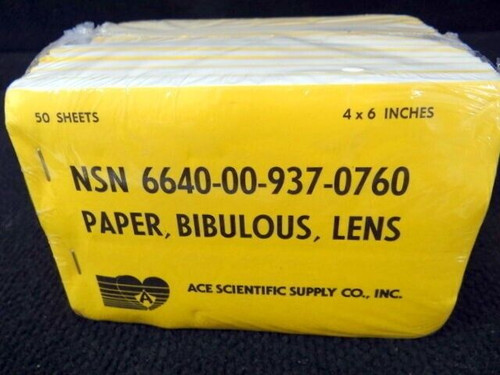 50 SHEETS 4 x 6 INCHES
NSN 6640-00-937-0760
PAPER, BIBULOUS, LENS
A ACE SCIENTIFIC SUPPLY CO., INC.